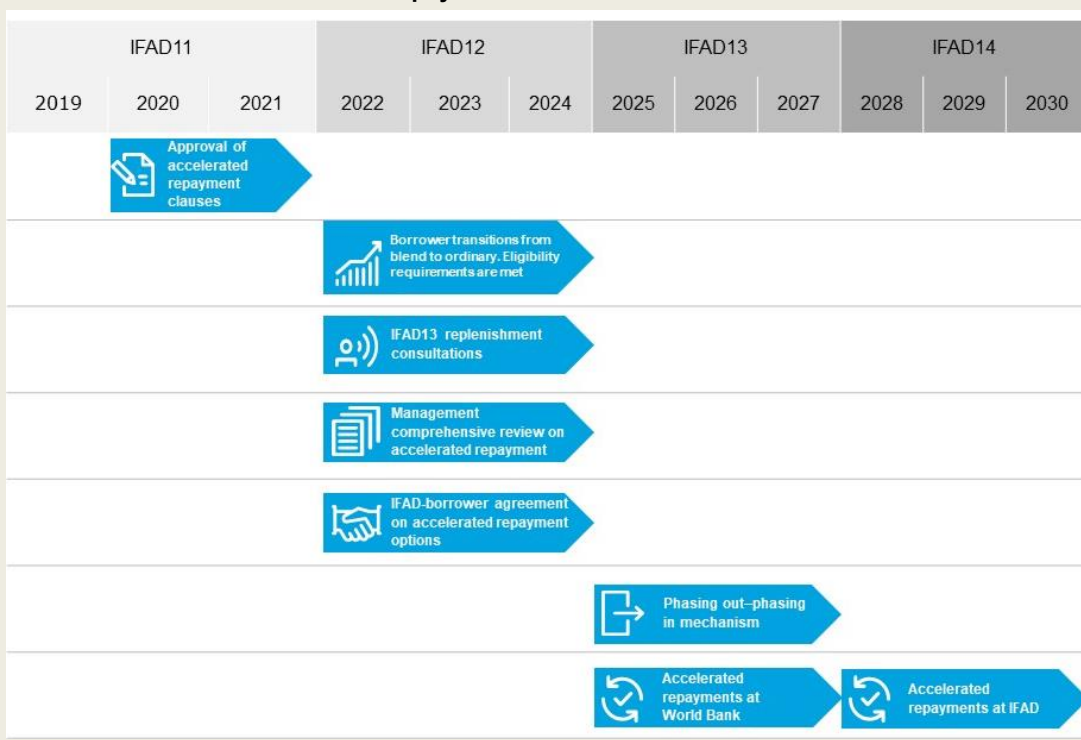 IFAD11 IFAD12 IFAD13 IFAD14
2019 2020 2021 2022 2023 2024 2025 2026 2027 2028 2029 2030
Approval of
accelerated
repayment
clauses
Borrower transitions from
blend to ordinary. Eligibility
requirements are met
IFAD13 replenishment
consultations
Management
comprehensive review on
accelerated repayment
IFAD-borrower agreement
on accelerated repayment
options
Phasing out–phasing
in mechanism
Accelerated
repayments at
World Bank
Accelerated
repayments at IFAD